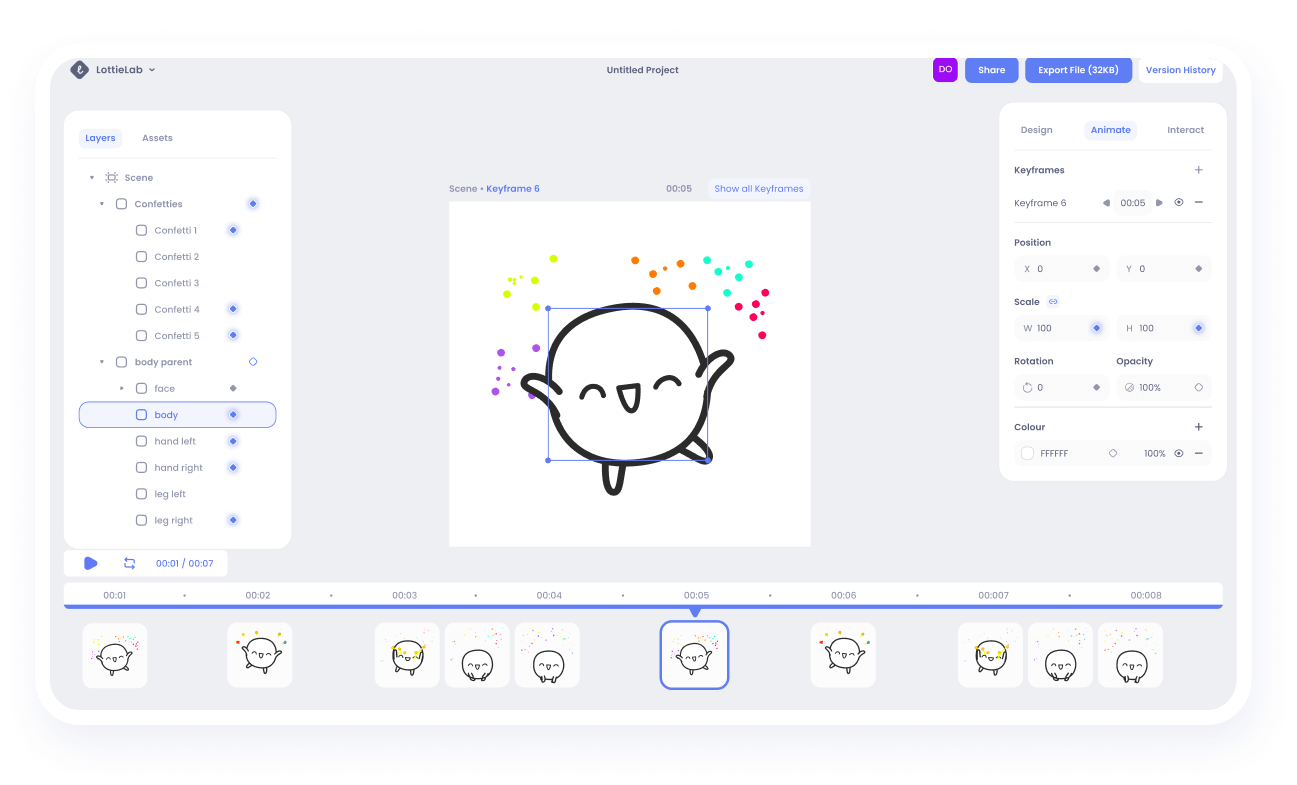 LottieLab
Untitled Project
DO
Share
Export File (32KB)
Version History
Layers
Assets
Scene
Confetties
Confetti 1
Confetti 2
Confetti 3
Confetti 4
Confetti 5
body parent
face
body
hand left
hand right
leg left
leg right
Scene • Keyframe 6
00:05
Show all Keyframes
Design
Animate
Interact
Keyframes
Keyframe 6
00:05
Position
X 0
Y 0
Scale
W 100
H 100
Rotation
Opacity
0
100%
Colour
FFFFFF
100%
00:01 / 00:07
00:01
00:02
00:03
00:04
00:05
00:06
00:007
00:008